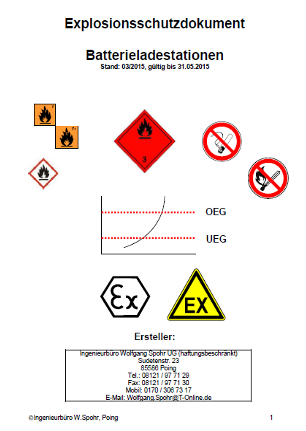 Explosionsschutzdokument
Batterieladestationen
Stand: 03/2015, gültig bis 31.05.2015
3
OEG
UEG
Ex
EX
Ersteller:
Ingenieurbüro Wolfgang Spohr UG (haftungsbeschränkt)
Sudetenstr. 23
85586 Poing
Tel.: 08121 / 97 71 29
Fax: 08121 / 97 71 30
Mobil: 0170 / 306 73 17
E-Mail: Wolfgang.Spohr@T-Online.de
©Ingenieurbüro W.Spohr, Poing
1